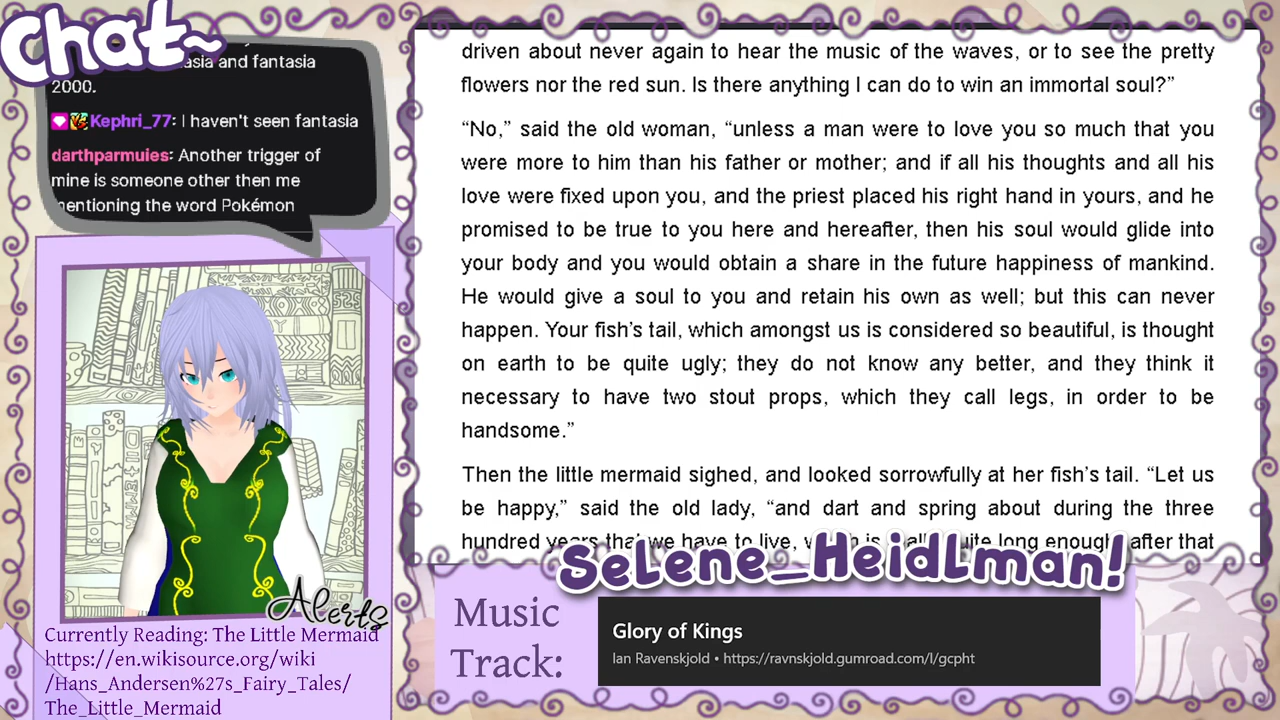 Chat~
asia and fantasia
2000.
Kephri_77: I haven't seen fantasia
darthparmuies: Another trigger of
mine is someone other then me
mentioning the word Pokémon
driven about never again to hear the music of the waves, or to see the pretty
flowers nor the red sun. Is there anything I can do to win an immortal soul?”
“No,” said the old woman, “unless a man were to love you so much that you
were more to him than his father or mother; and if all his thoughts and all his
love were fixed upon you, and the priest placed his right hand in yours, and he
promised to be true to you here and hereafter, then his soul would glide into
your body and you would obtain a share in the future happiness of mankind.
He would give a soul to you and retain his own as well; but this can never
happen. Your fish’s tail, which amongst us is considered so beautiful, is thought
on earth to be quite ugly; they do not know any better, and they think it
necessary to have two stout props, which they call legs, in order to be
handsome.”
Then the little mermaid sighed, and looked sorrowfully at her fish’s tail. “Let us
be happy,” said the old lady, “and dart and spring about during the three
hundred years that we have to live, which is really quite long enough; after that
Selene_Heidlman!
Alerts
Currently Reading: The Little Mermaid
https://en.wikisource.org/wiki
/Hans_Andersen%27s_Fairy_Tales/
The_Little_Mermaid
Music
Track:
Glory of Kings
Ian Ravenskjold • https://ravnskjold.gumroad.com/l/gcpht